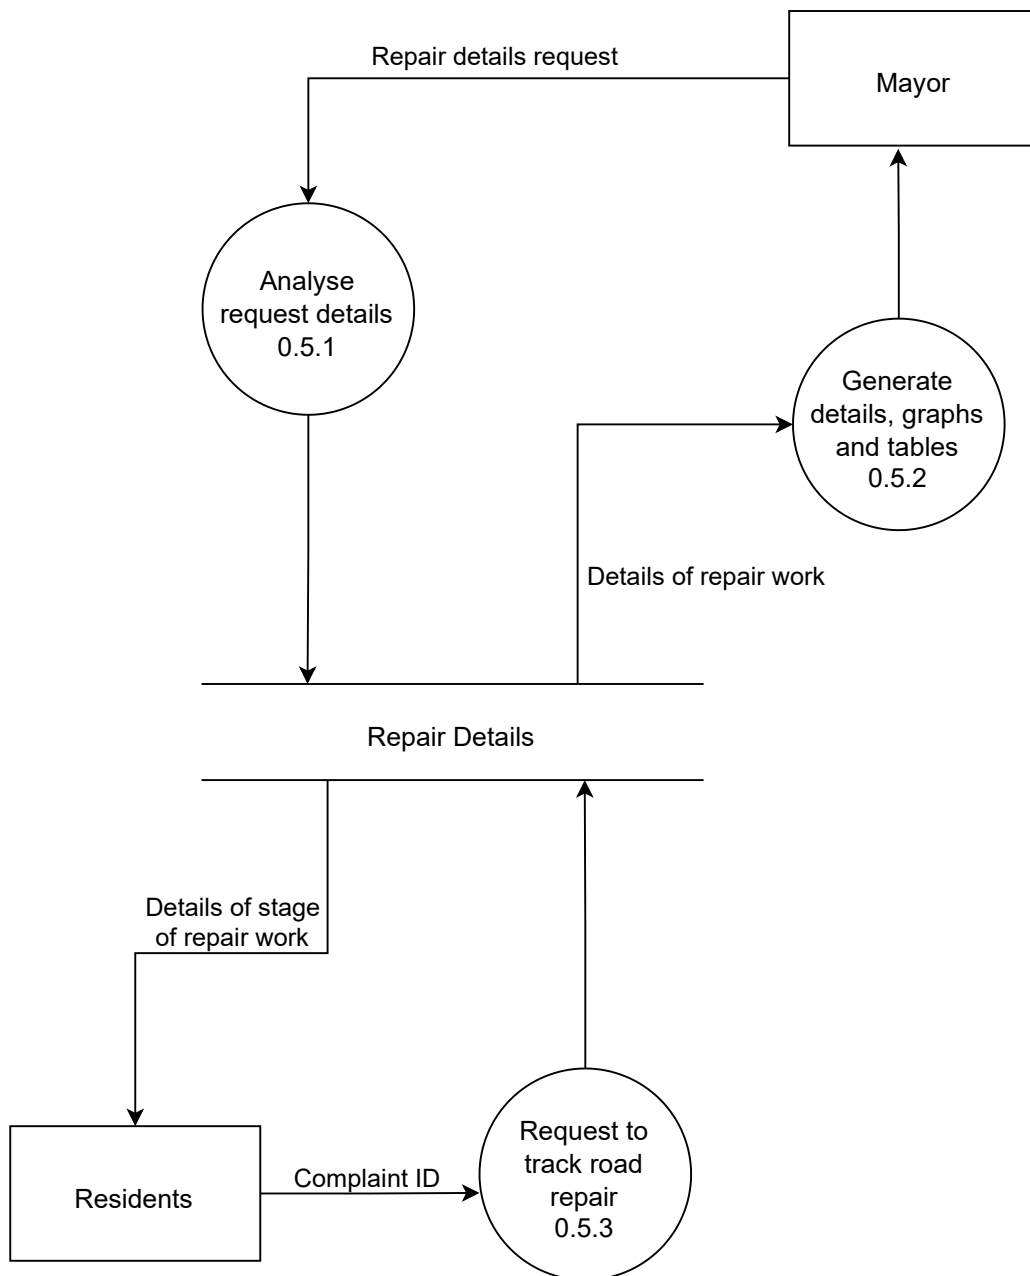 Repair details request
Mayor
Analyse
request details
0.5.1
Generate
details, graphs
and tables
0.5.2
Details of repair work
Repair Details
Details of stage
of repair work
Residents
Complaint ID
Request to
track road
repair
0.5.3